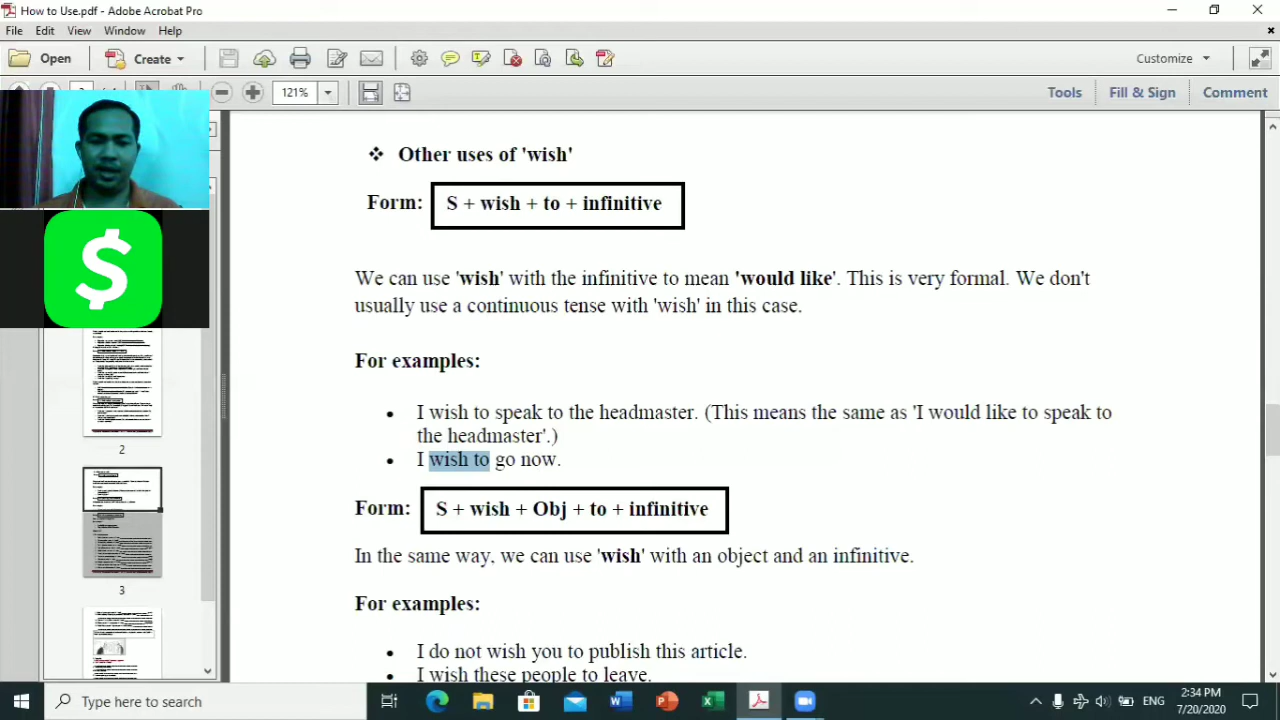 How to Use.pdf - Adobe Acrobat Pro
File Edit View Window Help
Open Create Customize
121% Tools Fill & Sign Comment
❖ Other uses of 'wish'
Form: S + wish + to + infinitive
We can use 'wish' with the infinitive to mean 'would like'. This is very formal. We don't
usually use a continuous tense with 'wish' in this case.
For examples:
• I wish to speak to the headmaster. (This means the same as 'I would like to speak to
the headmaster'.)
• I wish to go now.
Form: S + wish + Obj + to + infinitive
In the same way, we can use 'wish' with an object and an infinitive.
For examples:
• I do not wish you to publish this article.
• I wish these people to leave.
$
2
3
Type here to search
ENG
2:34 PM
7/20/2020